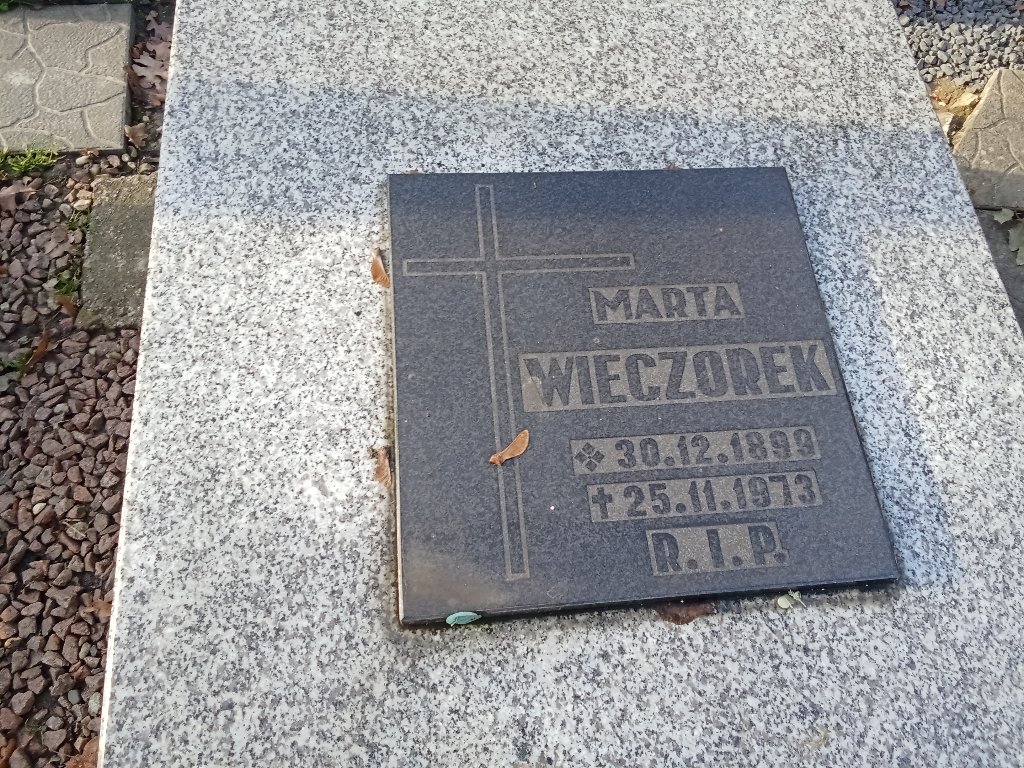 MARTA
WIECZOREK
30.12.1899
✝ 25.11.1973
R. I. P.